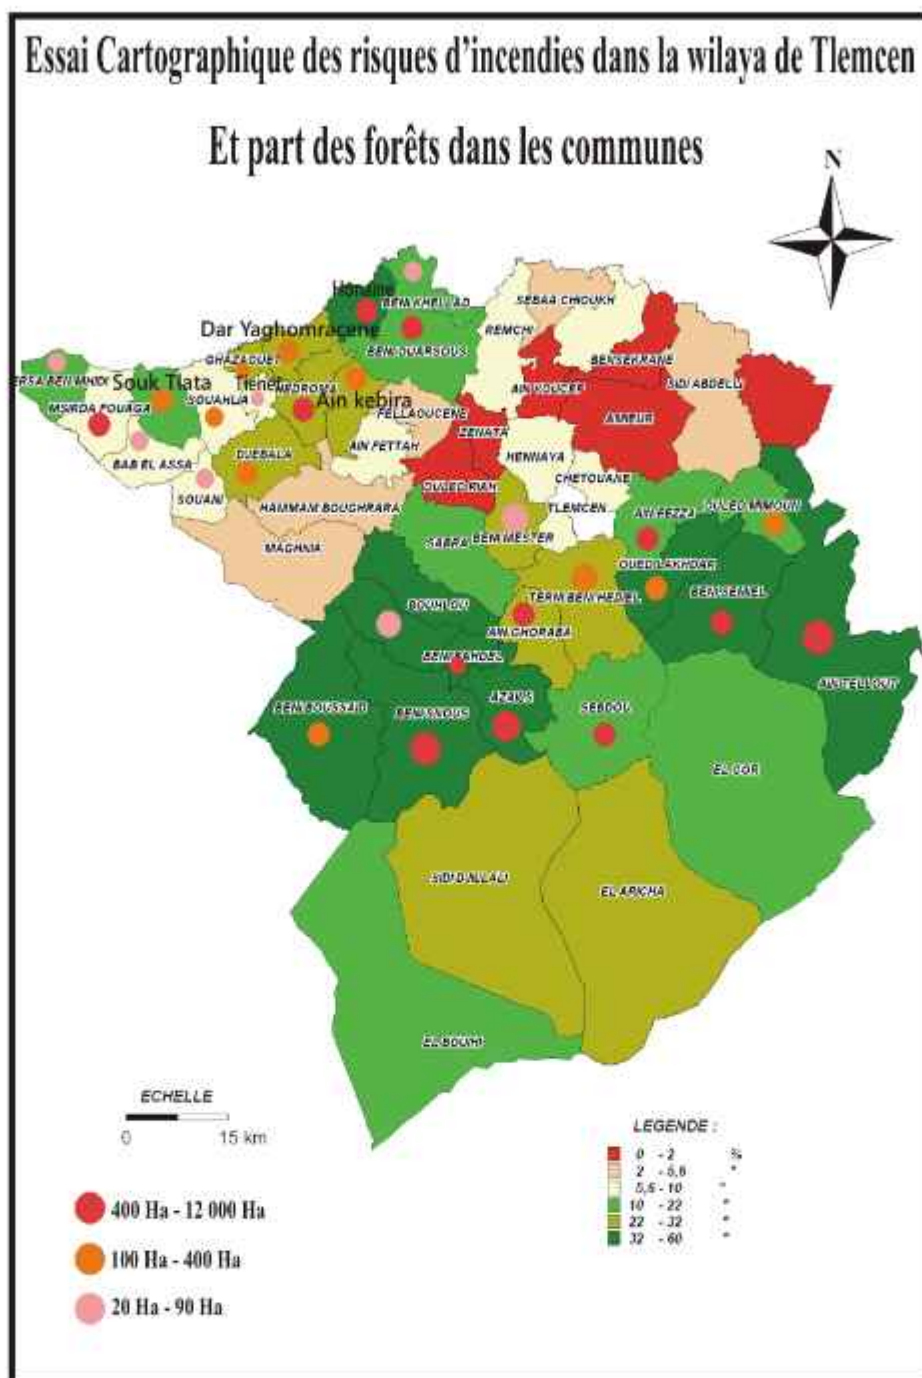 Essai Cartographique des risques d'incendies dans la wilaya de Tlemcen
Et part des forêts dans les communes
N
Honaine
BENI KHELLAD
SEBAA CHIOUKH
Dar Yaghomracene
REMCHI
GHAZAOUET
BENI OUARSOUS
BENSEKRANE
SIDI ABDELLI
Souk Tlata
Tienet
NEDROMA
AIN YOUCEF
MSIRDA FOUAGA
SOUAHLIA
Ain kebira
FELLAOUCENE
AMIEUR
ZENATA
BAB EL ASSA
DJEBALA
AIN FETTAH
HENNAYA
CHETOUANE
SOUANI
OULED RIAH
HAMMAM BOUGHRARA
TLEMCEN
AIN FEZZA
OULED MIMOUN
SABRA
BENI MESTER
MAGHNIA
OUED LAKHDAR
BENI SEMIEL
TERNI BENI HEDIEL
BOUHLOU
AIN GHORABA
BENI BAHDEL
AIN TELLOUT
AZAILS
BENI BOUSSAID
BENI SNOUS
SEBDOU
EL GOR
SIDI DJILLALI
EL ARICHA
EL BOUIHI
ECHELLE
0 15 km
LEGENDE :
0 - 2 %
2 - 5,6 "
5,6 - 10 "
10 - 22 "
22 - 32 "
32 - 60 "
400 Ha - 12 000 Ha
100 Ha - 400 Ha
20 Ha - 90 Ha